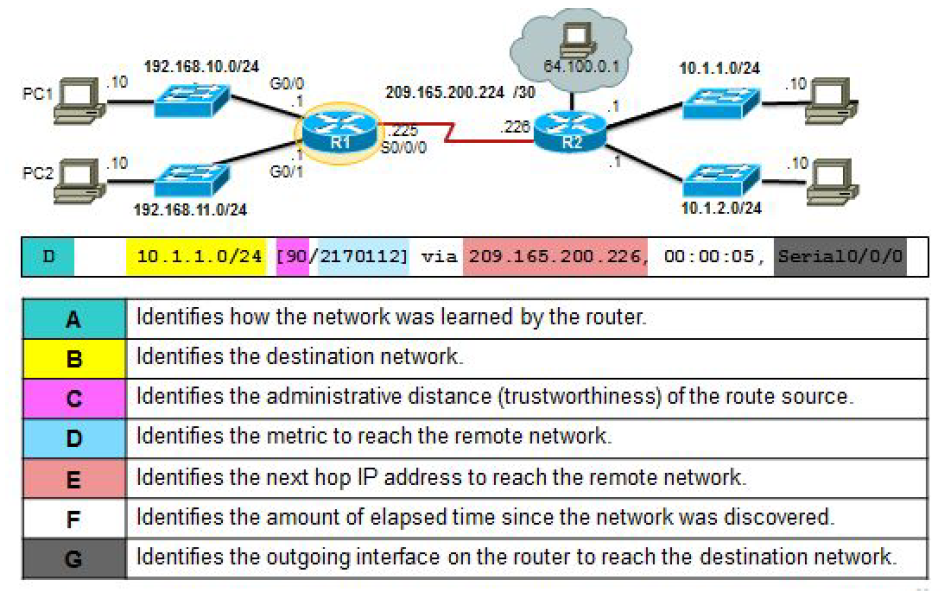 64.100.0.1
192.168.10.0/24
10.1.1.0/24
PC1
.10
G0/0
.1
209.165.200.224 /30
.1
.10
R1
.225
S0/0/0
.226
R2
PC2
.10
.1
G0/1
.1
.10
192.168.11.0/24
10.1.2.0/24
D 10.1.1.0/24 [90/2170112] via 209.165.200.226, 00:00:05, Serial0/0/0
A Identifies how the network was learned by the router.
B Identifies the destination network.
C Identifies the administrative distance (trustworthiness) of the route source.
D Identifies the metric to reach the remote network.
E Identifies the next hop IP address to reach the remote network.
F Identifies the amount of elapsed time since the network was discovered.
G Identifies the outgoing interface on the router to reach the destination network.